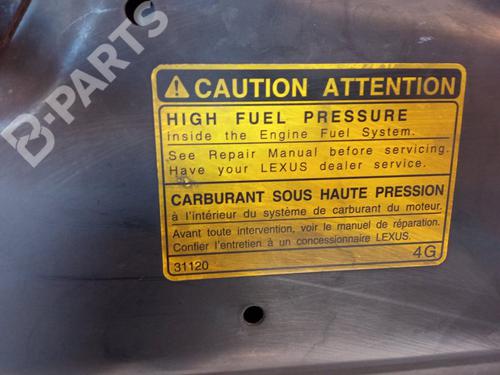 B-PARTS
⚠ CAUTION ATTENTION
HIGH FUEL PRESSURE
inside the Engine Fuel System.
See Repair Manual before servicing.
Have your LEXUS dealer service.
CARBURANT SOUS HAUTE PRESSION
à l'intérieur du système de carburant du moteur.
Avant toute intervention, voir le manuel de réparation.
Confier l'entretien à un concessionnaire LEXUS.
31120 4G